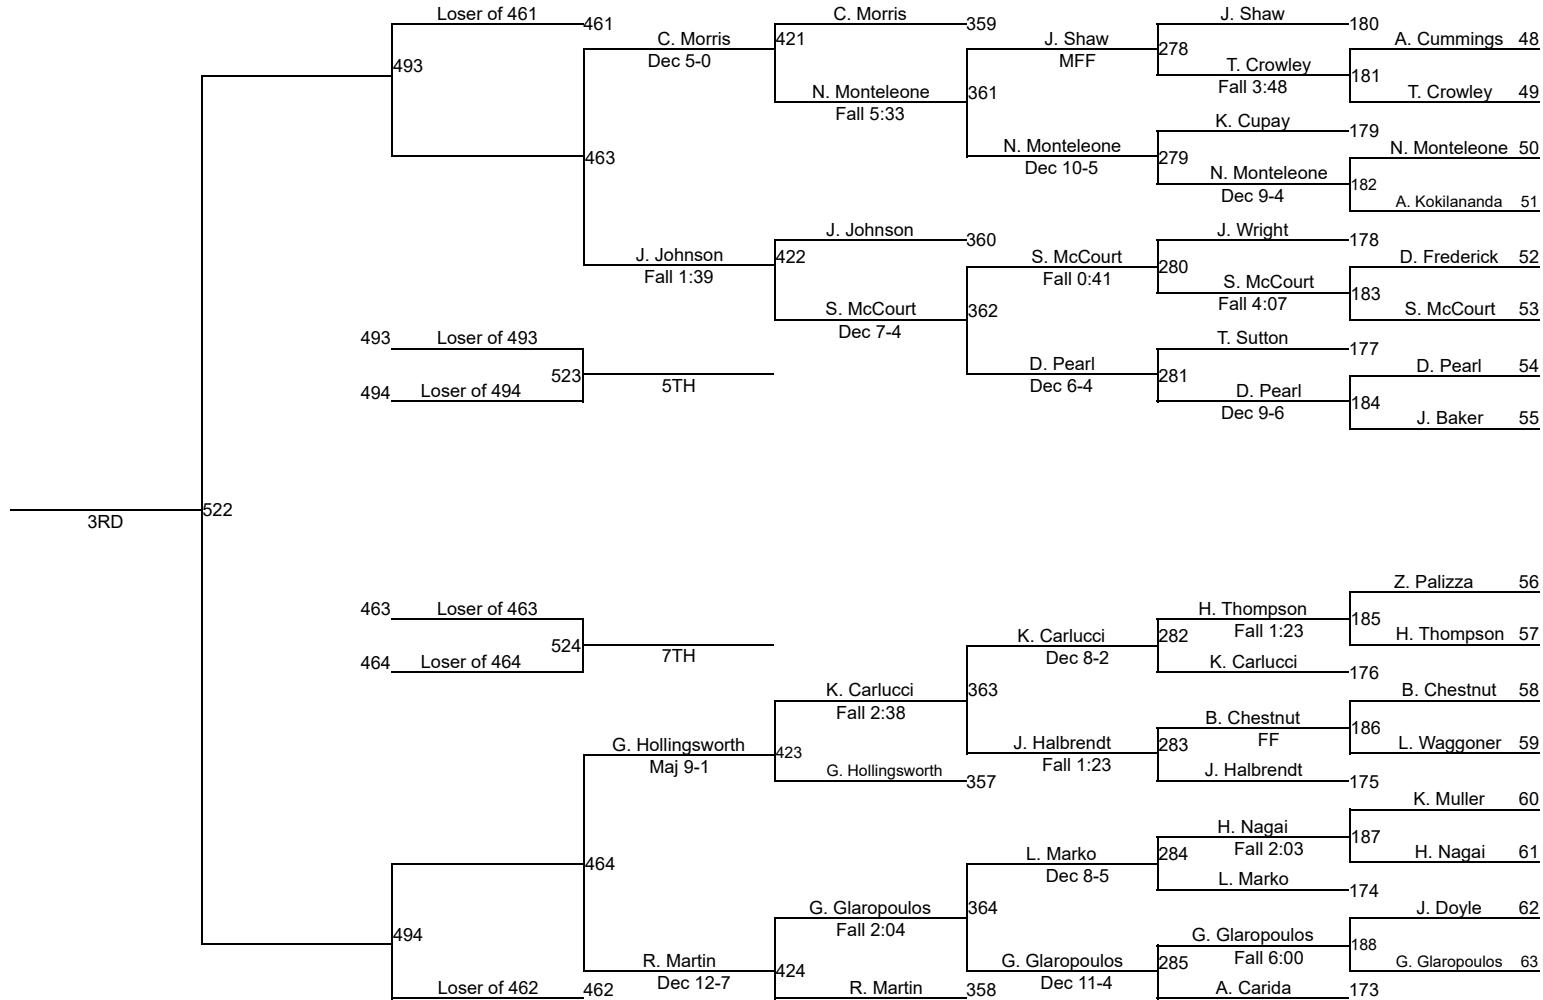 Loser of 461
461
C. Morris
359
J. Shaw
180
C. Morris
421
J. Shaw
278
A. Cummings 48
Dec 5-0
MFF
493
T. Crowley
181
Fall 3:48
N. Monteleone
361
T. Crowley 49
Fall 5:33
K. Cupay
179
N. Monteleone
279
N. Monteleone 50
463
Dec 10-5
N. Monteleone
182
Dec 9-4
A. Kokilananda 51
J. Johnson
360
J. Wright
178
J. Johnson
422
S. McCourt
280
D. Frederick 52
Fall 1:39
Fall 0:41
S. McCourt
183
Fall 4:07
S. McCourt
362
S. McCourt 53
Dec 7-4
493 Loser of 493
T. Sutton
177
523
D. Pearl
281
D. Pearl 54
5TH
Dec 6-4
494 Loser of 494
D. Pearl
184
Dec 9-6
J. Baker 55
522
3RD
Z. Palizza 56
463 Loser of 463
H. Thompson
185
Fall 1:23
524
K. Carlucci
282
H. Thompson 57
7TH
Dec 8-2
464 Loser of 464
K. Carlucci
176
K. Carlucci
363
B. Chestnut 58
Fall 2:38
B. Chestnut
186
FF
G. Hollingsworth
423
J. Halbrendt
283
L. Waggoner 59
Maj 9-1
Fall 1:23
G. Hollingsworth
357
J. Halbrendt
175
K. Muller 60
H. Nagai
187
Fall 2:03
464
L. Marko
284
H. Nagai 61
Dec 8-5
L. Marko
174
G. Glaropoulos
364
J. Doyle 62
Fall 2:04
494
G. Glaropoulos
188
Fall 6:00
R. Martin
424
G. Glaropoulos
285
G. Glaropoulos 63
Dec 12-7
Dec 11-4
Loser of 462
462
R. Martin
358
A. Carida
173